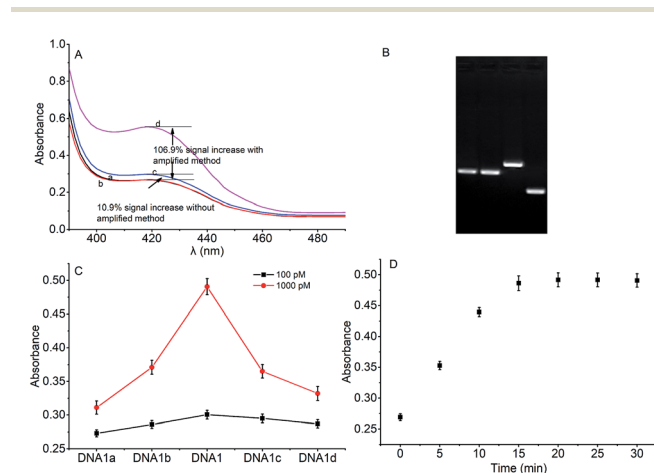 A
B
1.0
0.8
0.6
0.4
0.2
0.0
Absorbance
d
106.9% signal increase with
amplified method
c
a
b
10.9% signal increase without
amplified method
400
420
440
460
480
λ (nm)
C
100 pM
1000 pM
0.50
0.45
0.40
0.35
0.30
0.25
Absorbance
DNA1a
DNA1b
DNA1
DNA1c
DNA1d
D
0.50
0.45
0.40
0.35
0.30
0.25
Absorbance
0
5
10
15
20
25
30
Time (min)